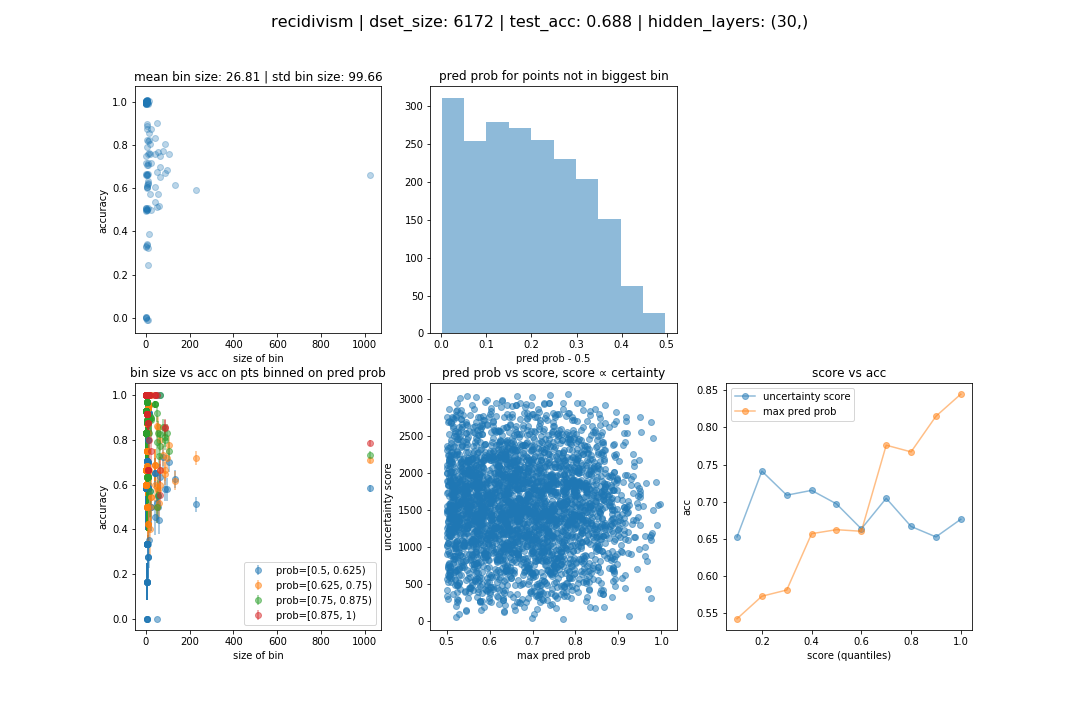 recidivism | dset_size: 6172 | test_acc: 0.688 | hidden_layers: (30,)
mean bin size: 26.81 | std bin size: 99.66
1.0
0.8
0.6
0.4
0.2
0.0
accuracy
0
200
400
600
800
1000
size of bin
pred prob for points not in biggest bin
300
250
200
150
100
50
0
0.0
0.1
0.2
0.3
0.4
0.5
pred prob - 0.5
bin size vs acc on pts binned on pred prob
1.0
0.8
0.6
0.4
0.2
0.0
accuracy
prob=[0.5, 0.625)
prob=[0.625, 0.75)
prob=[0.75, 0.875)
prob=[0.875, 1)
0
200
400
600
800
1000
size of bin
pred prob vs score, score ∝ certainty
3000
2500
2000
1500
1000
500
0
uncertainty score
0.5
0.6
0.7
0.8
0.9
1.0
max pred prob
score vs acc
uncertainty score
max pred prob
0.85
0.80
0.75
0.70
0.65
0.60
0.55
acc
0.2
0.4
0.6
0.8
1.0
score (quantiles)